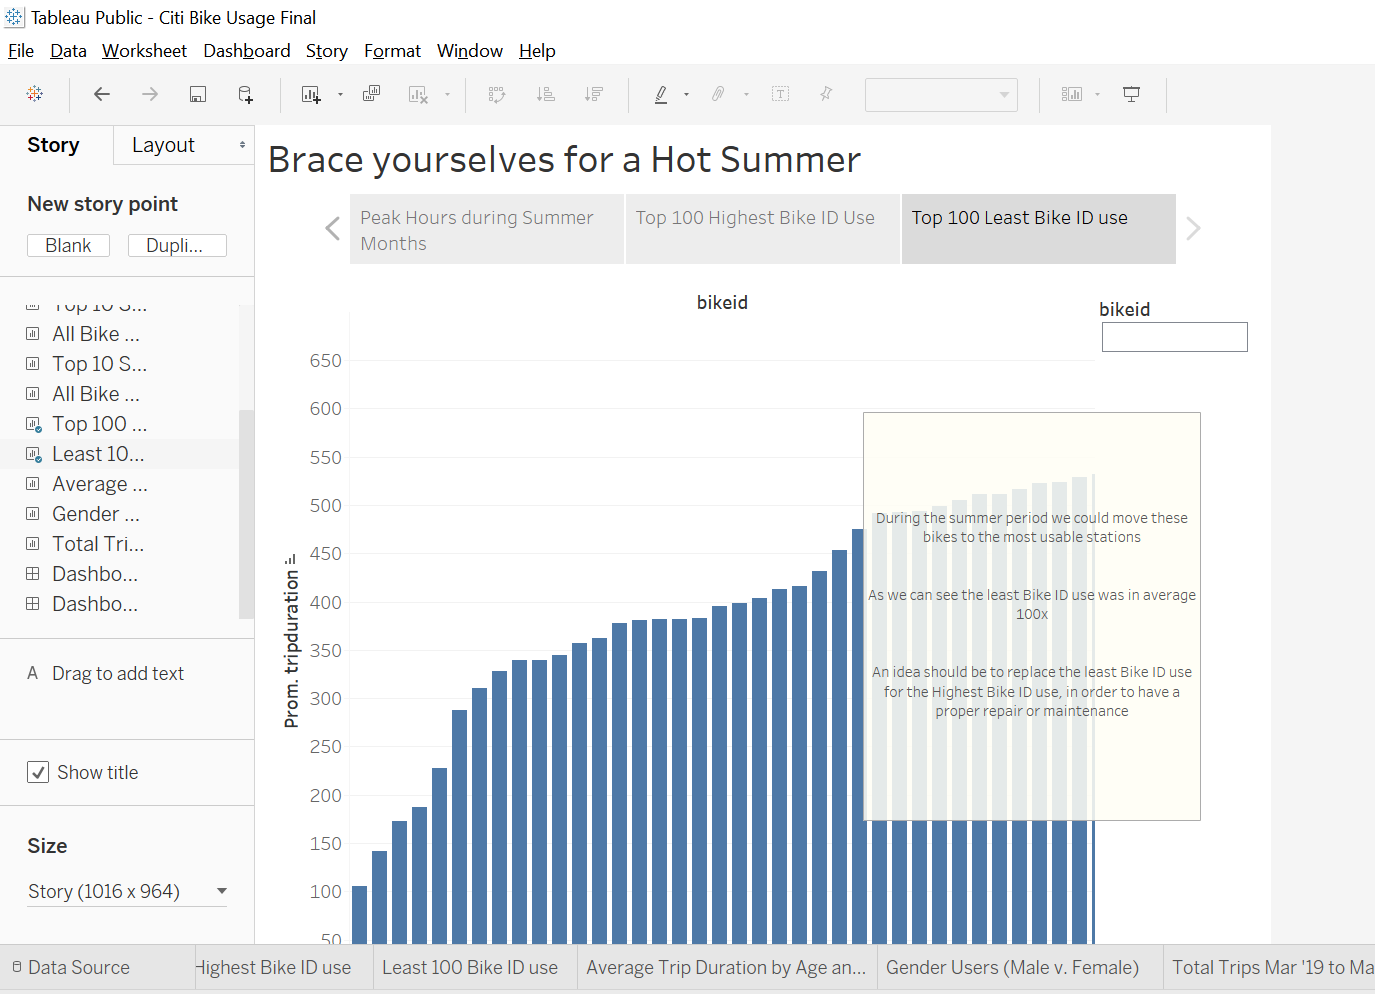 Tableau Public - Citi Bike Usage Final
File Data Worksheet Dashboard Story Format Window Help
Story
Layout
Brace yourselves for a Hot Summer
New story point
Blank
Dupli...
Peak Hours during Summer
Months
Top 100 Highest Bike ID Use
Top 100 Least Bike ID use
Top 10 S...
All Bike ...
Top 10 S...
All Bike ...
Top 100 ...
Least 10...
Average ...
Gender ...
Total Tri...
Dashbo...
Dashbo...
A Drag to add text
Show title
Size
Story (1016 x 964)
bikeid
bikeid
650
600
550
500
450
400
350
300
250
200
150
100
50
Prom. tripduration
During the summer period we could move these
bikes to the most usable stations
As we can see the least Bike ID use was in average
100x
An idea should be to replace the least Bike ID use
for the Highest Bike ID use, in order to have a
proper repair or maintenance
Data Source
Highest Bike ID use
Least 100 Bike ID use
Average Trip Duration by Age an...
Gender Users (Male v. Female)
Total Trips Mar '19 to Ma